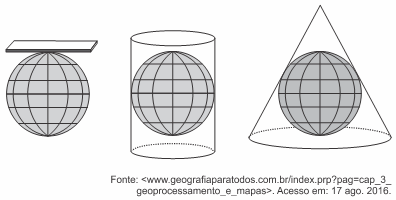 Fonte: <www.geografiaparatodos.com.br/index.prp?pag=cap_3_
geoprocessamento_e_mapas>. Acesso em: 17 ago. 2016.